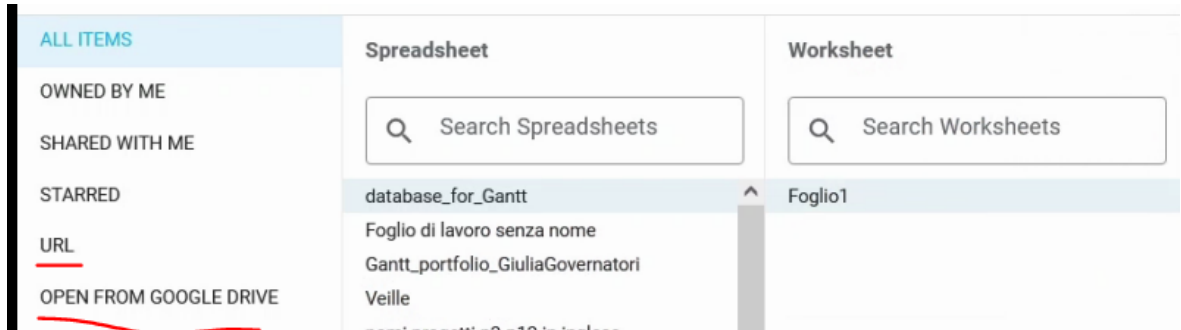 ALL ITEMS
OWNED BY ME
SHARED WITH ME
STARRED
URL
OPEN FROM GOOGLE DRIVE
Spreadsheet
Search Spreadsheets
database_for_Gantt
Foglio di lavoro senza nome
Gantt_portfolio_GiuliaGovernatori
Veille
Worksheet
Search Worksheets
Foglio1